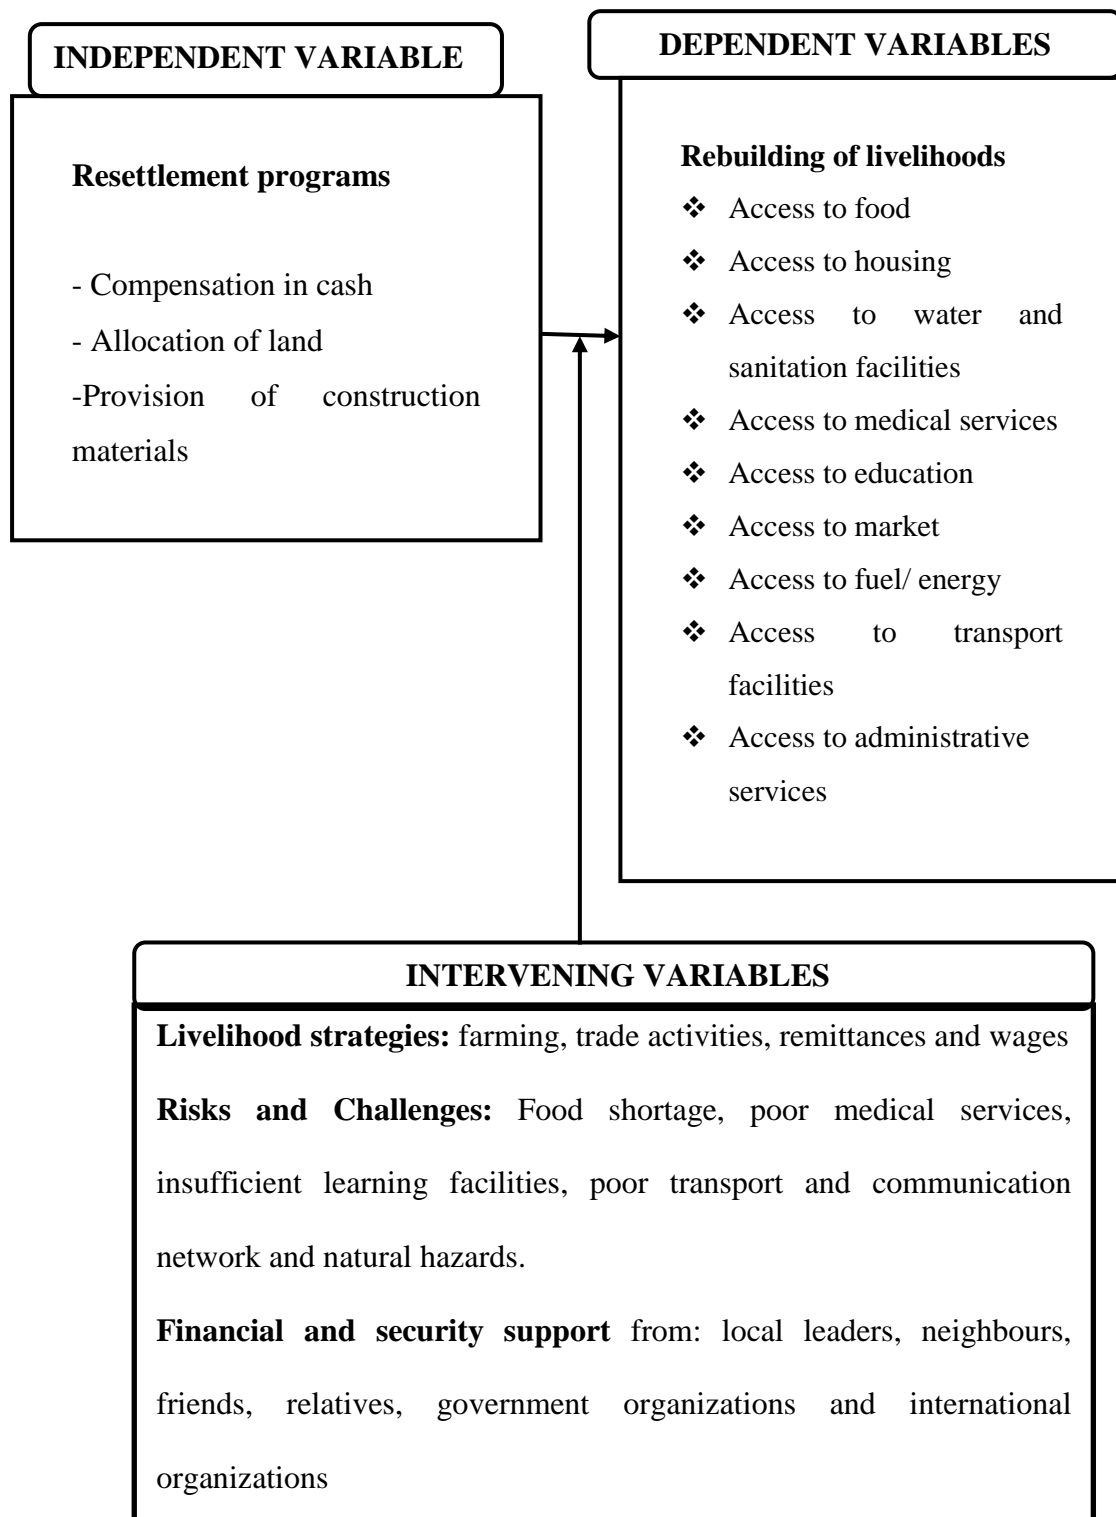 INDEPENDENT VARIABLE
Resettlement programs
- Compensation in cash
- Allocation of land
-Provision of construction
materials
DEPENDENT VARIABLES
Rebuilding of livelihoods
❖ Access to food
❖ Access to housing
❖ Access to water and
sanitation facilities
❖ Access to medical services
❖ Access to education
❖ Access to market
❖ Access to fuel/ energy
❖ Access to transport
facilities
❖ Access to administrative
services
INTERVENING VARIABLES
Livelihood strategies: farming, trade activities, remittances and wages
Risks and Challenges: Food shortage, poor medical services,
insufficient learning facilities, poor transport and communication
network and natural hazards.
Financial and security support from: local leaders, neighbours,
friends, relatives, government organizations and international
organizations